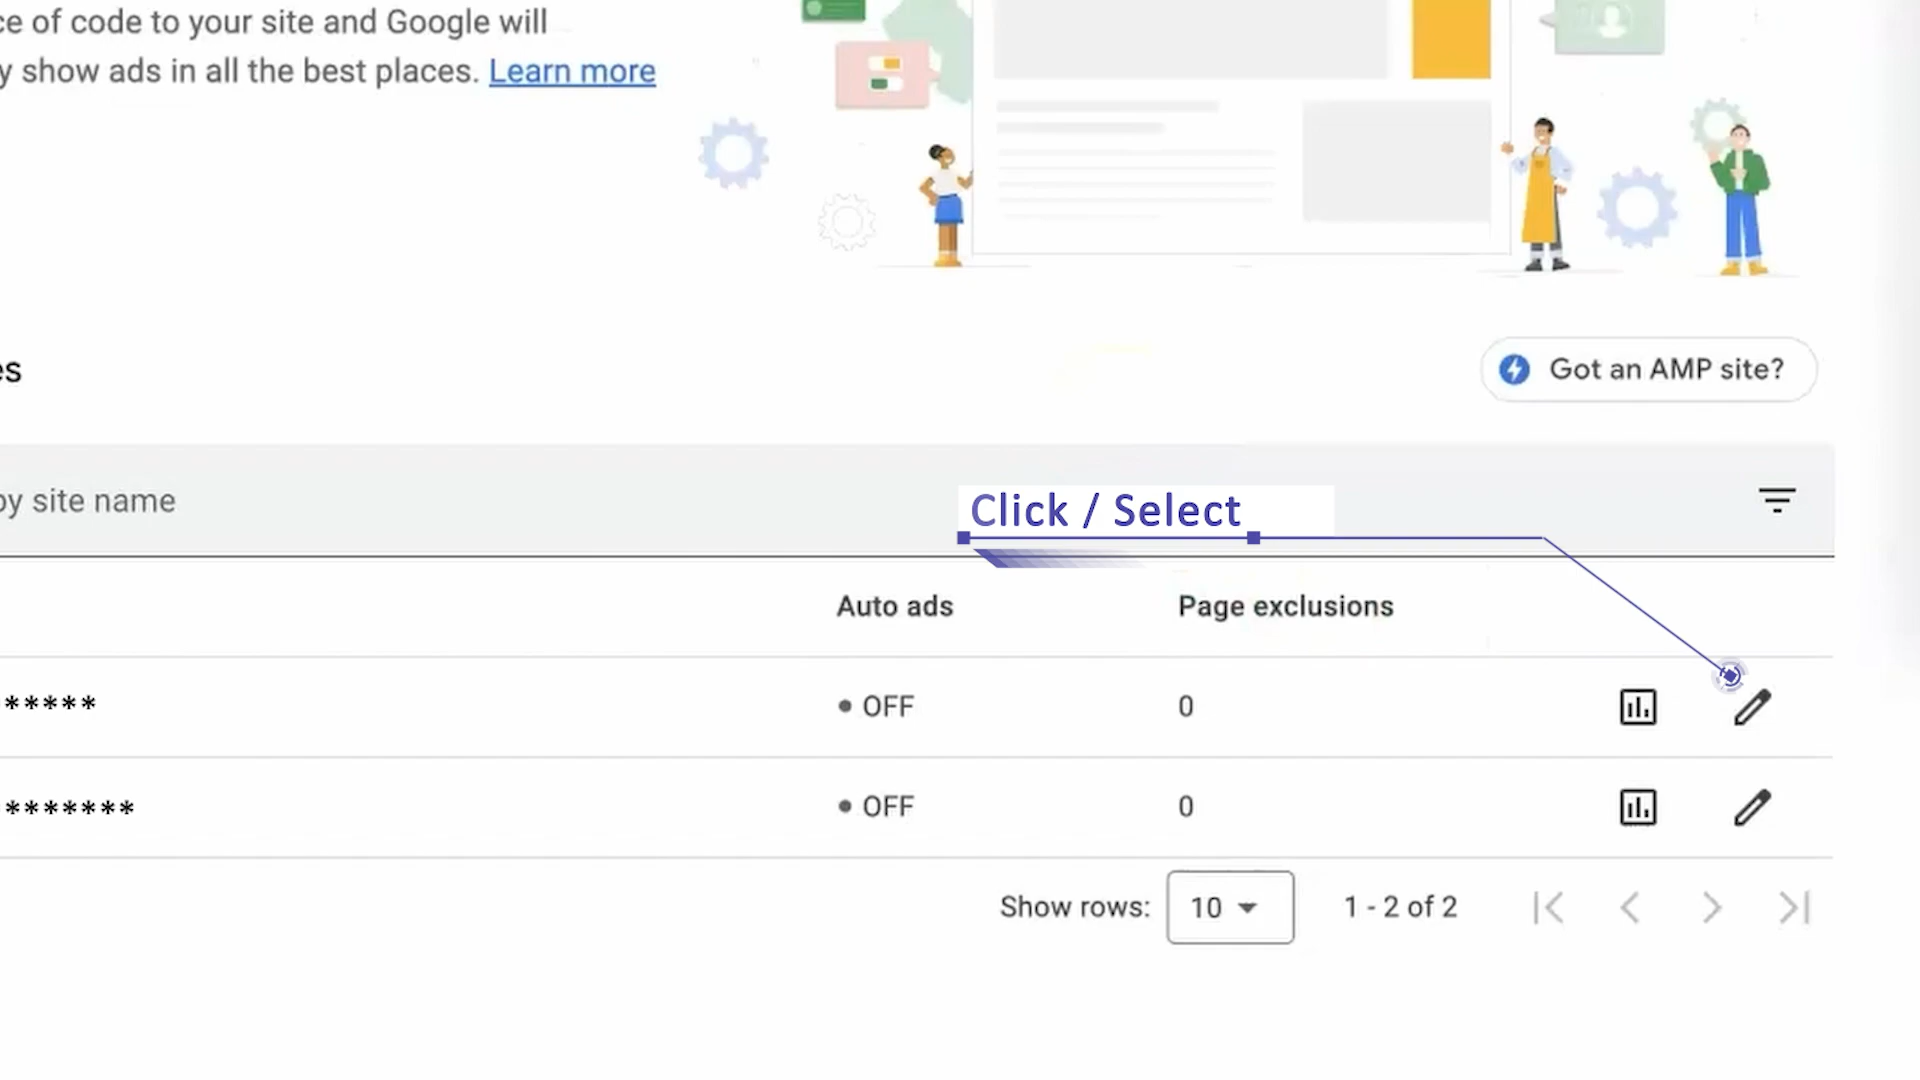 ce of code to your site and Google will
y show ads in all the best places. Learn more
es
Got an AMP site?
by site name
Click / Select
Auto ads Page exclusions
***** OFF 0
******* OFF 0
Show rows: 10 1 - 2 of 2